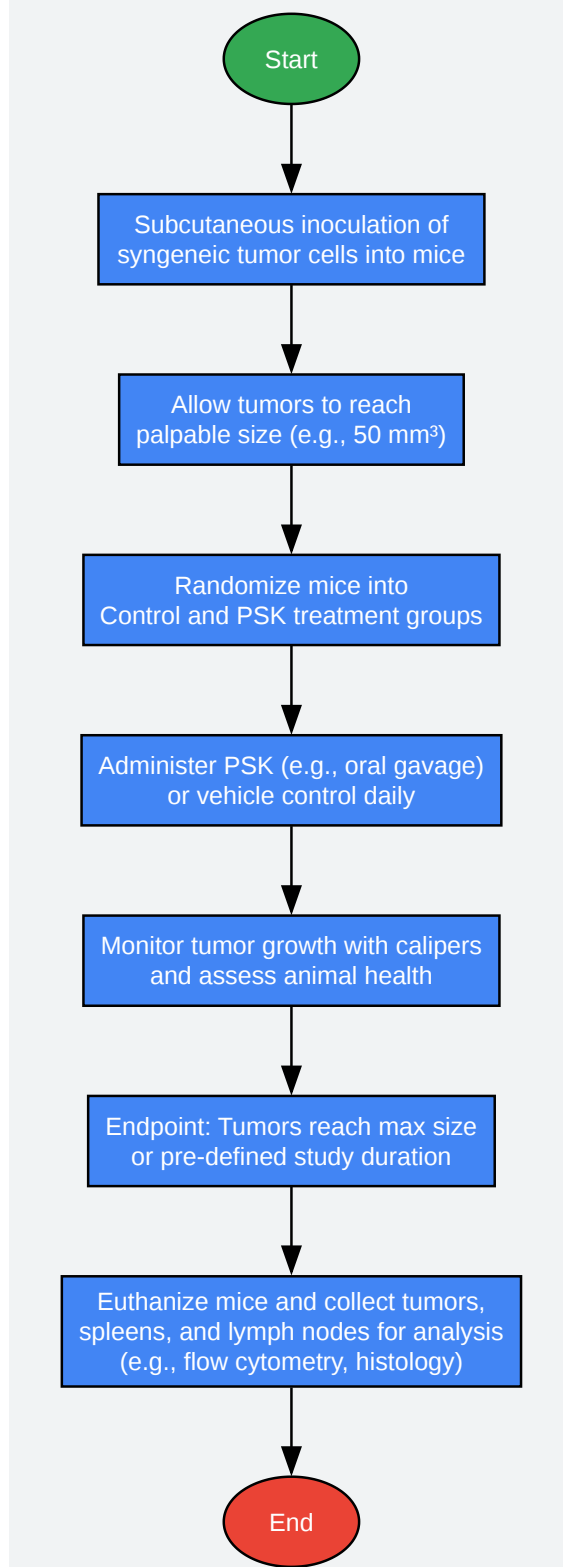 Start
Subcutaneous inoculation of
syngeneic tumor cells into mice
Allow tumors to reach
palpable size (e.g., 50 mm³)
Randomize mice into
Control and PSK treatment groups
Administer PSK (e.g., oral gavage)
or vehicle control daily
Monitor tumor growth with calipers
and assess animal health
Endpoint: Tumors reach max size
or pre-defined study duration
Euthanize mice and collect tumors,
spleens, and lymph nodes for analysis
(e.g., flow cytometry, histology)
End